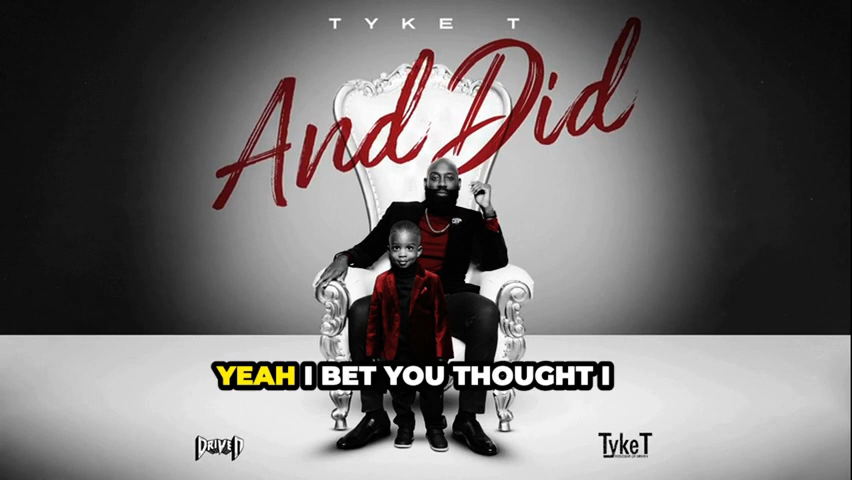 TYKE T
And Did
YEAH I BET YOU THOUGHT I
DRIVEN
TykeT